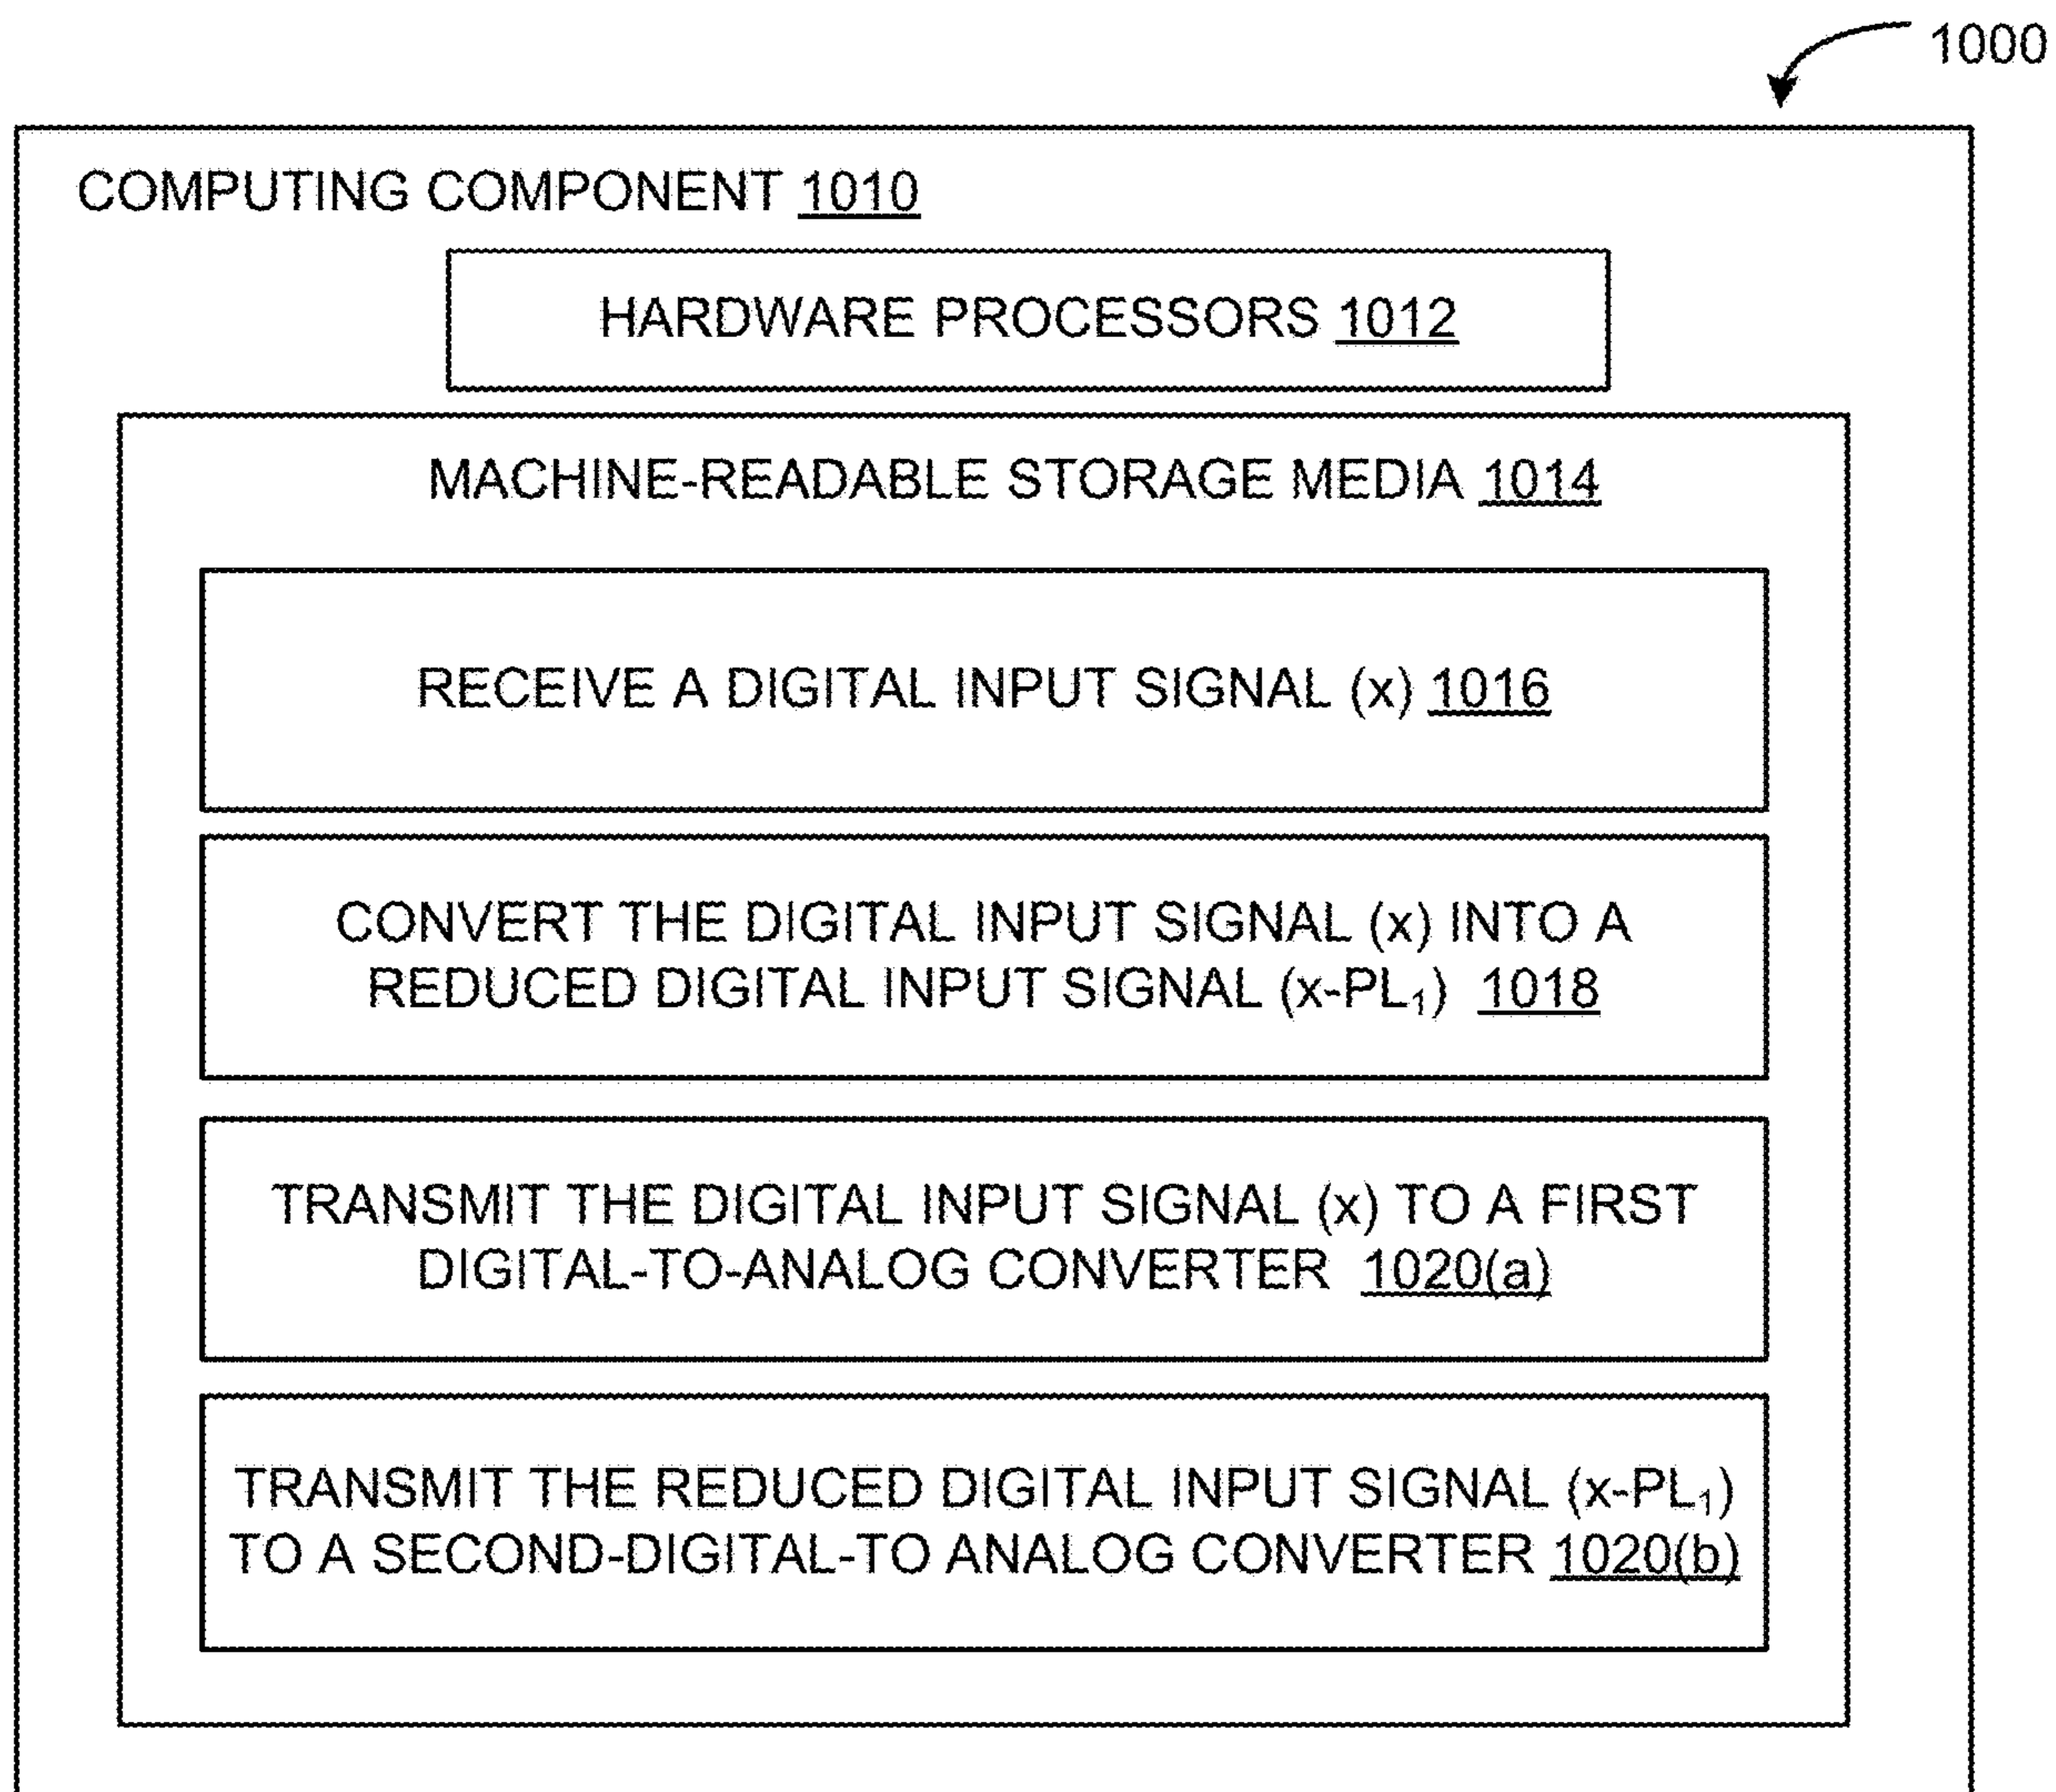 1000
COMPUTING COMPONENT 1010
HARDWARE PROCESSORS 1012
MACHINE-READABLE STORAGE MEDIA 1014
RECEIVE A DIGITAL INPUT SIGNAL (x) 1016
CONVERT THE DIGITAL INPUT SIGNAL (x) INTO A
REDUCED DIGITAL INPUT SIGNAL (x-PL₁) 1018
TRANSMIT THE DIGITAL INPUT SIGNAL (x) TO A FIRST
DIGITAL-TO-ANALOG CONVERTER 1020(a)
TRANSMIT THE REDUCED DIGITAL INPUT SIGNAL (x-PL₁)
TO A SECOND-DIGITAL-TO ANALOG CONVERTER 1020(b)